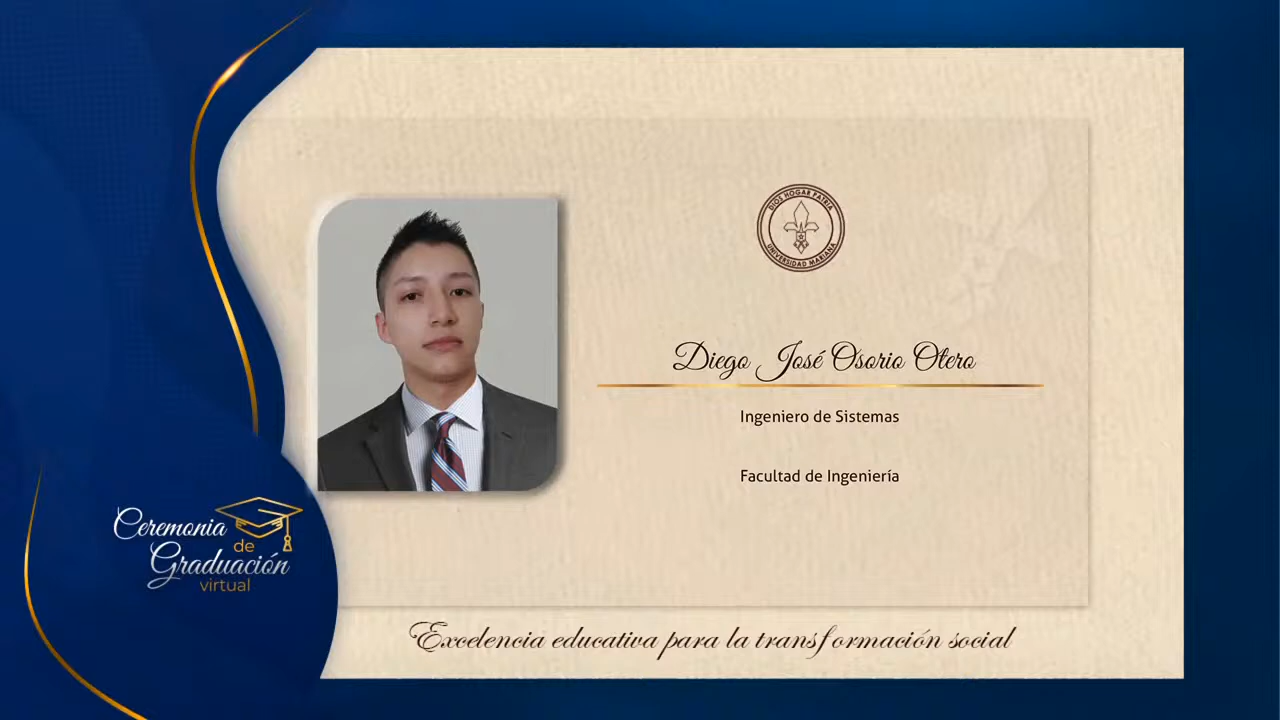 DIOS HOGAR PATRIA
UNIVERSIDAD MARIANA
Diego José Osorio Otero
Ingeniero de Sistemas
Facultad de Ingeniería
Ceremonia
de
Graduación
virtual
Excelencia educativa para la transformación social